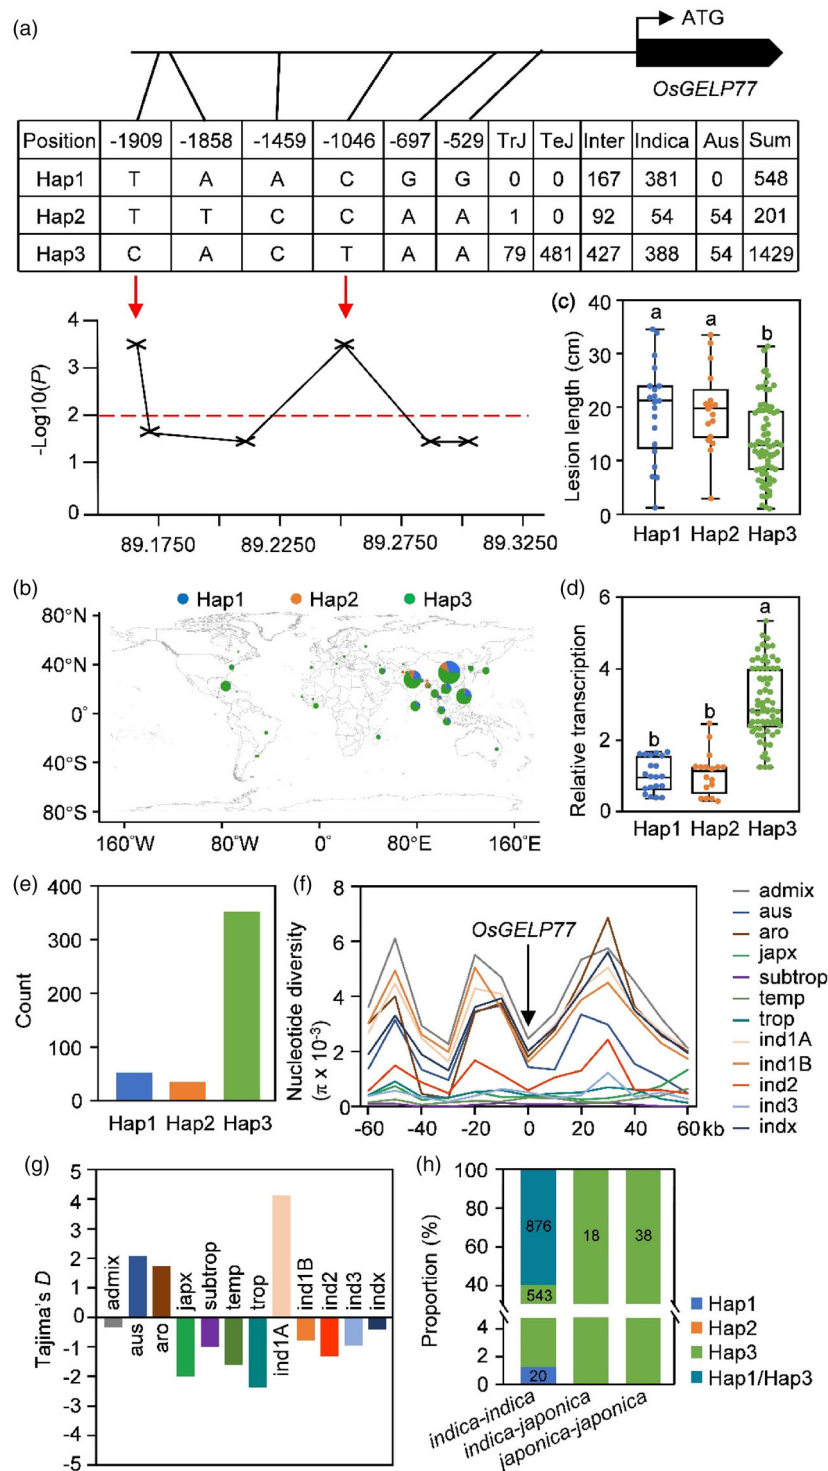 (a)
ATG
OsGELP77
Position -1909 -1858 -1459 -1046 -697 -529 TrJ TeJ Inter Indica Aus Sum
Hap1 T A A C G G 0 0 167 381 0 548
Hap2 T T C C A A 1 0 92 54 54 201
Hap3 C A C T A A 79 481 427 388 54 1429
4
3
2
1
0
-Log10(P)
89.1750 89.2250 89.2750 89.3250
(c)
Lesion length (cm)
40
30
20
10
0
a a b
Hap1 Hap2 Hap3
(b)
Hap1 Hap2 Hap3
80°N
40°N
0°
40°S
80°S
160°W 80°W 0° 80°E 160°E
(d)
Relative transcription
6
4
2
0
b b a
Hap1 Hap2 Hap3
(e)
Count
400
300
200
100
0
Hap1 Hap2 Hap3
(f)
Nucleotide diversity
(π x 10⁻³)
8
6
4
2
0
OsGELP77
-60 -40 -20 0 20 40 60 kb
admix
aus
aro
japx
subtrop
temp
trop
ind1A
ind1B
ind2
ind3
indx
(g)
Tajima's D
5
4
3
2
1
0
-1
-2
-3
-4
-5
admix aus aro japx subtrop temp trop ind1A ind1B ind2 ind3 indx
(h)
Proportion (%)
100
80
60
40
4
2
0
876 18 38
543
20
indica-indica
indica-japonica
japonica-japonica
Hap1
Hap2
Hap3
Hap1/Hap3